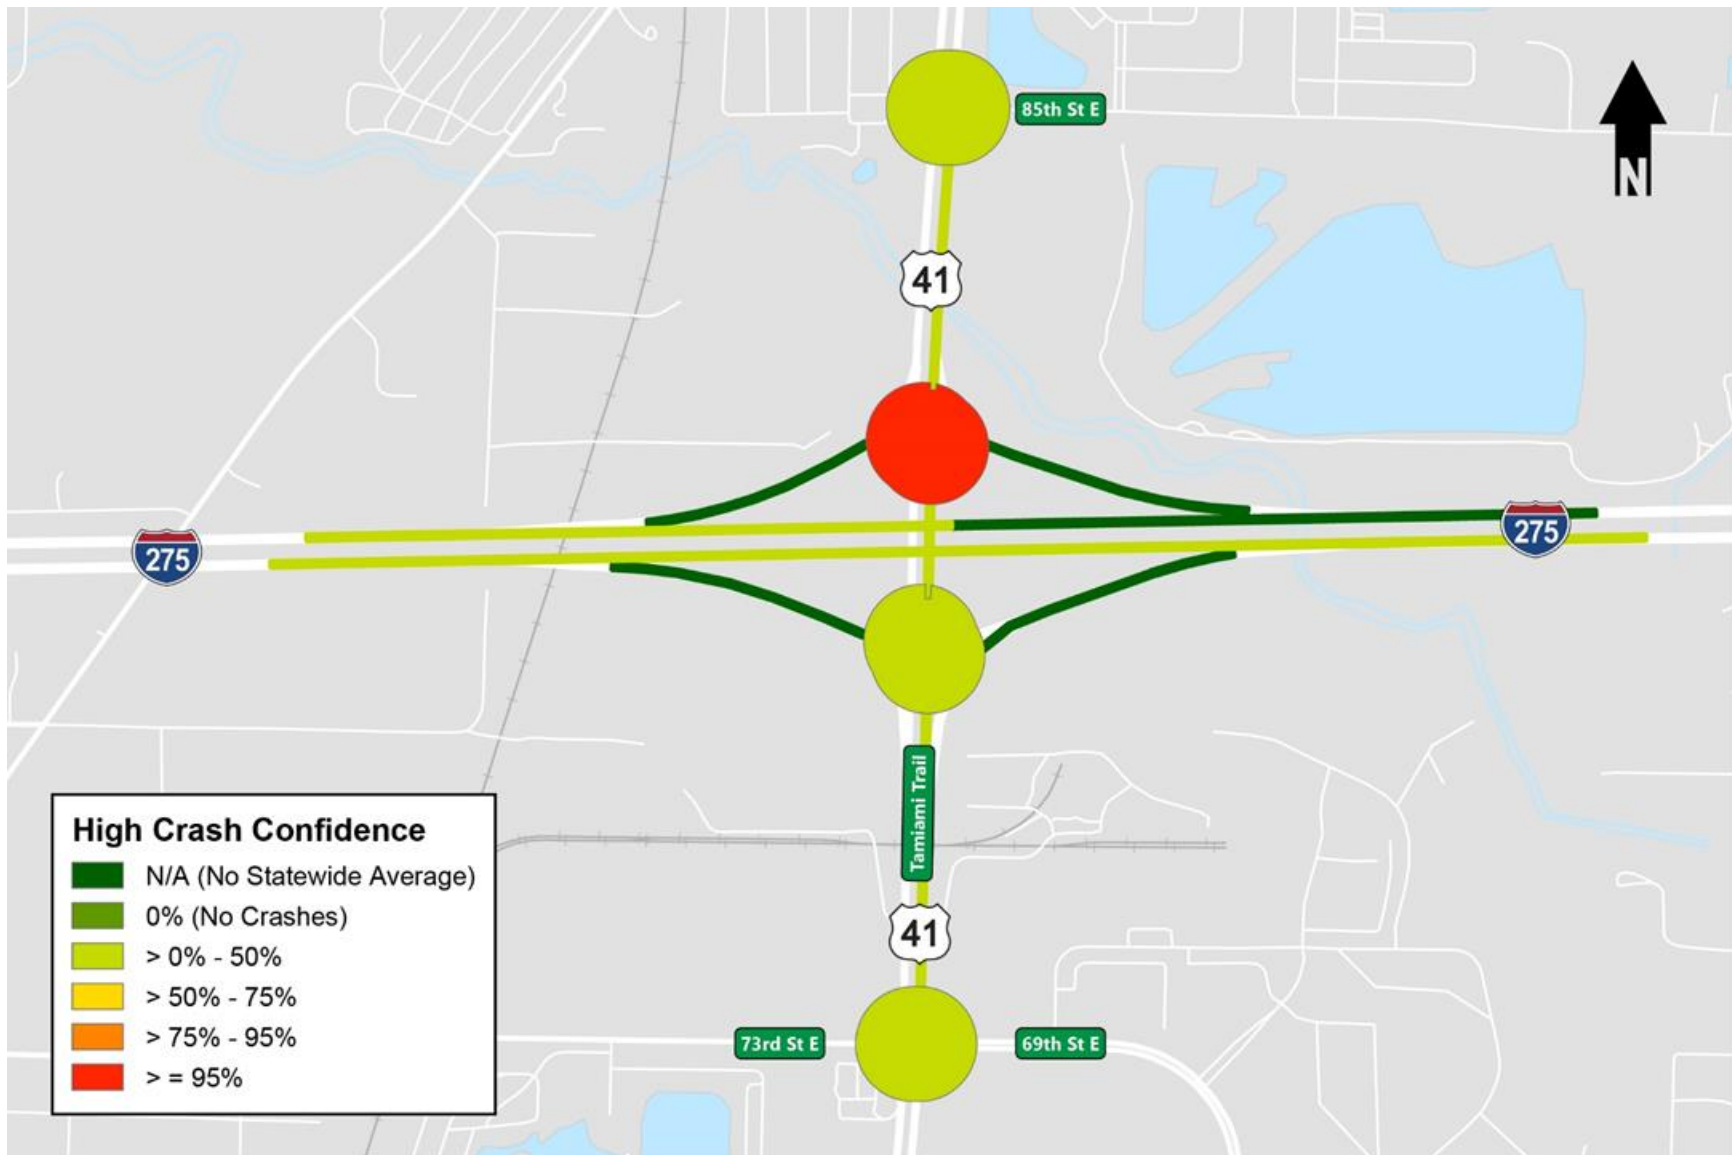 85th St E
N
41
275
275
Tamiami Trail
High Crash Confidence
N/A (No Statewide Average)
0% (No Crashes)
> 0% - 50%
> 50% - 75%
> 75% - 95%
> = 95%
41
73rd St E
69th St E